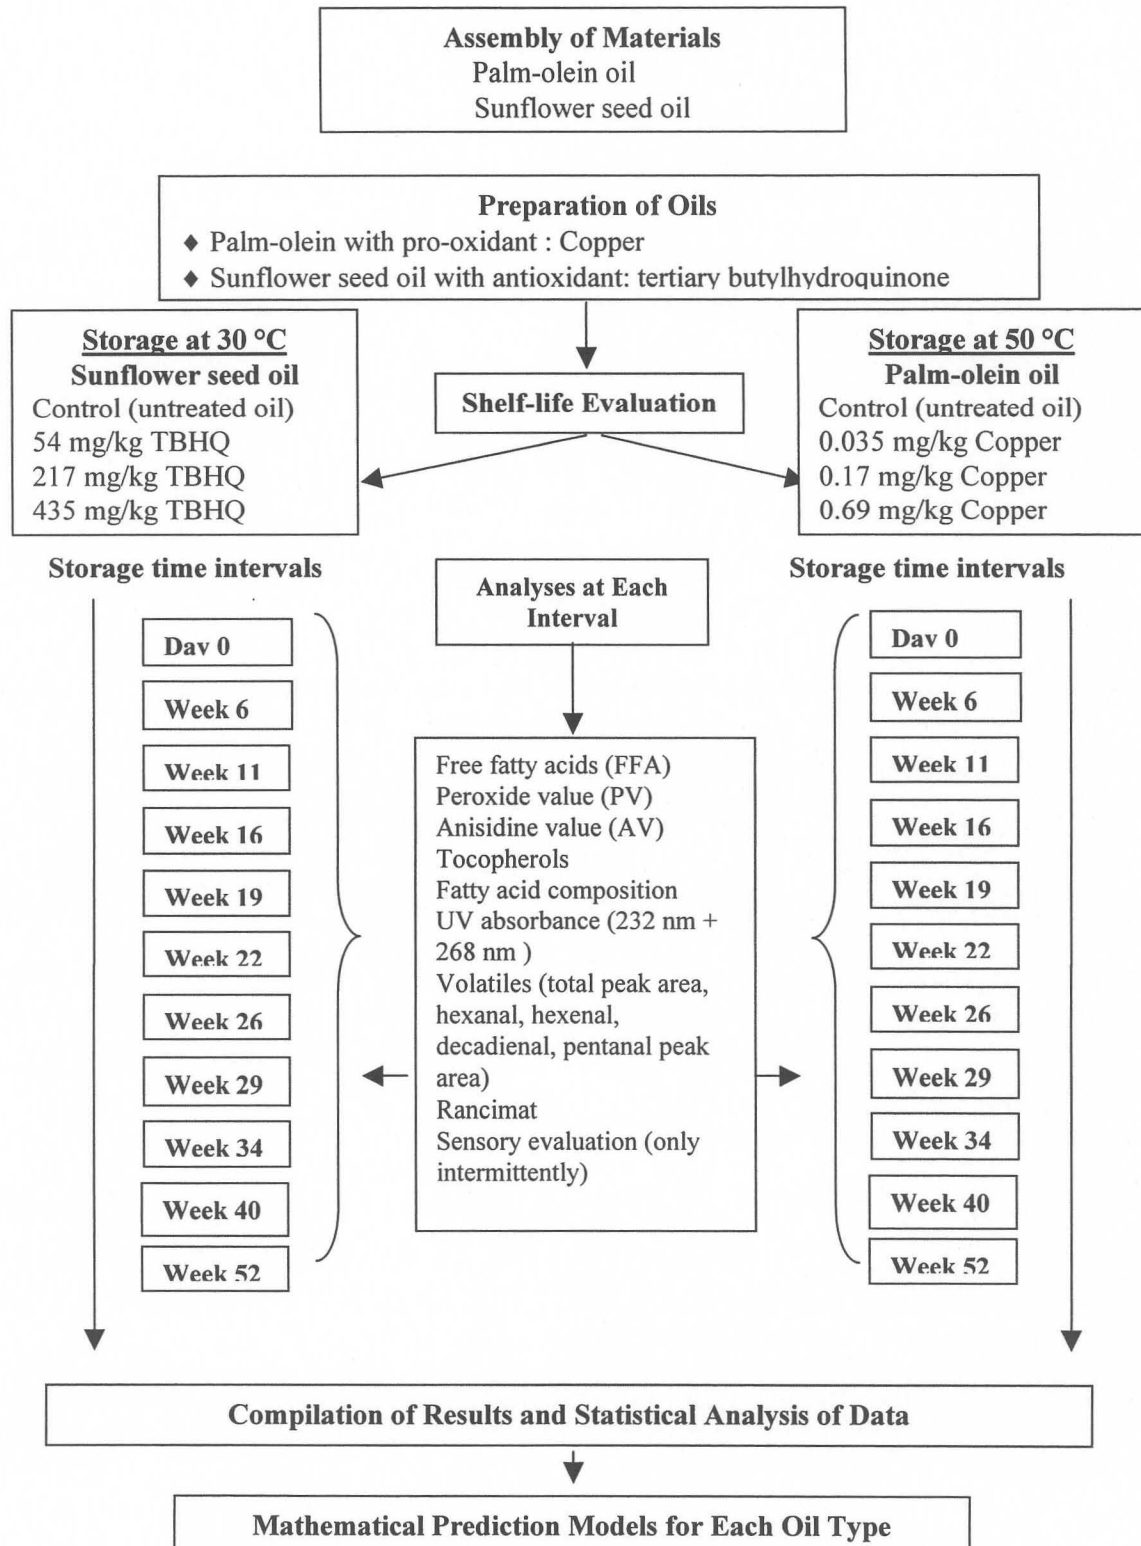 Assembly of Materials
Palm-olein oil
Sunflower seed oil
Preparation of Oils
♦ Palm-olein with pro-oxidant : Copper
♦ Sunflower seed oil with antioxidant: tertiary butylhydroquinone
Storage at 30 °C
Sunflower seed oil
Control (untreated oil)
54 mg/kg TBHQ
217 mg/kg TBHQ
435 mg/kg TBHQ
Shelf-life Evaluation
Storage at 50 °C
Palm-olein oil
Control (untreated oil)
0.035 mg/kg Copper
0.17 mg/kg Copper
0.69 mg/kg Copper
Storage time intervals
Day 0
Week 6
Week 11
Week 16
Week 19
Week 22
Week 26
Week 29
Week 34
Week 40
Week 52
Analyses at Each
Interval
Free fatty acids (FFA)
Peroxide value (PV)
Anisidine value (AV)
Tocopherols
Fatty acid composition
UV absorbance (232 nm +
268 nm )
Volatiles (total peak area,
hexanal, hexenal,
decadienal, pentanal peak
area)
Rancimat
Sensory evaluation (only
intermittently)
Storage time intervals
Day 0
Week 6
Week 11
Week 16
Week 19
Week 22
Week 26
Week 29
Week 34
Week 40
Week 52
Compilation of Results and Statistical Analysis of Data
Mathematical Prediction Models for Each Oil Type